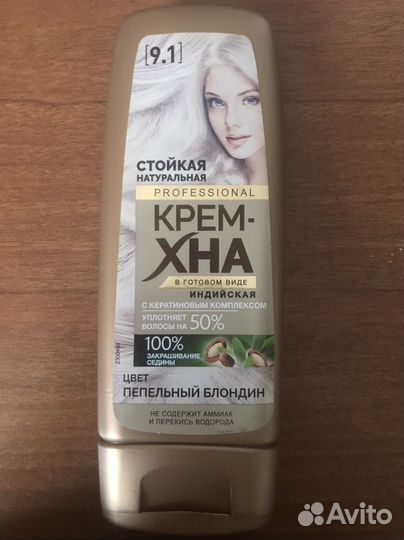 [9.1]
СТОЙКАЯ
НАТУРАЛЬНАЯ
PROFESSIONAL
КРЕМ-
ХНА
В ГОТОВОМ ВИДЕ
ИНДИЙСКАЯ
С КЕРАТИНОВЫМ КОМПЛЕКСОМ
УПЛОТНЯЕТ
ВОЛОСЫ НА 50%
100%
ЗАКРАШИВАНИЕ
СЕДИНЫ
ЦВЕТ
ПЕПЕЛЬНЫЙ БЛОНДИН
НЕ СОДЕРЖИТ АММИАК
И ПЕРЕКИСЬ ВОДОРОДА
Avito